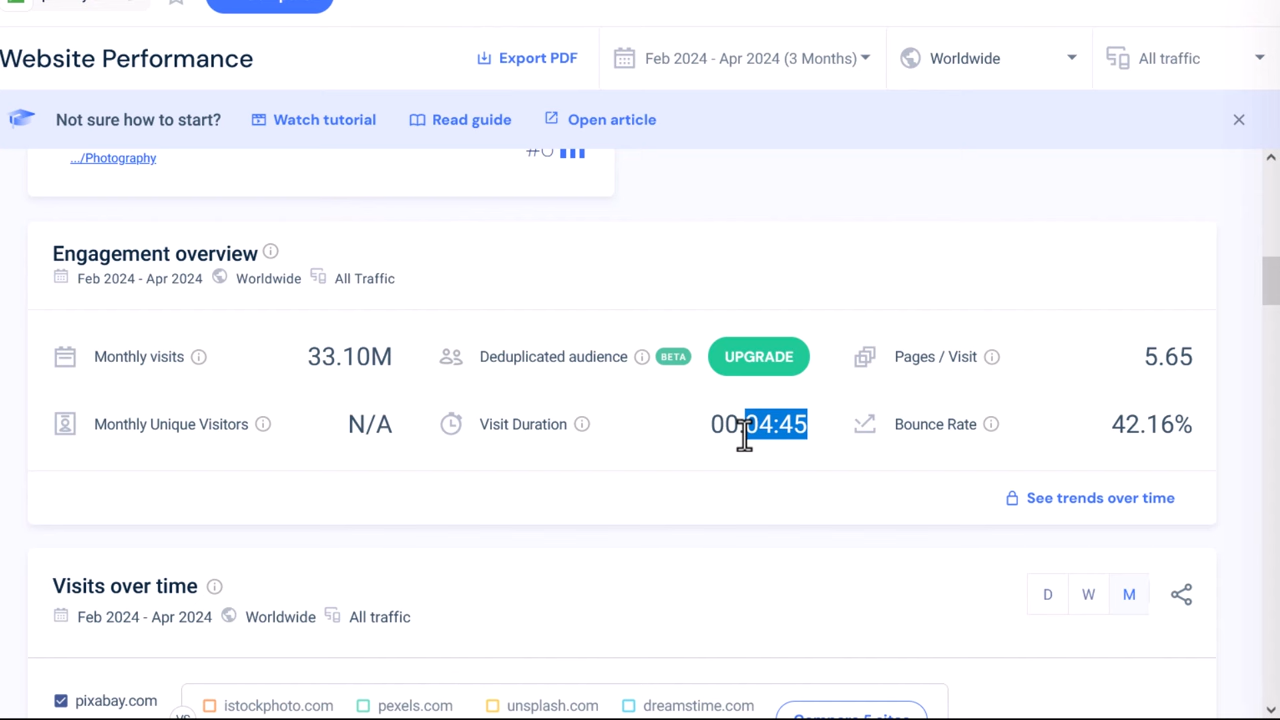 Website Performance
Export PDF
Feb 2024 - Apr 2024 (3 Months)
Worldwide
All traffic
Not sure how to start?
Watch tutorial
Read guide
Open article
.../Photography
Engagement overview
Feb 2024 - Apr 2024 Worldwide All Traffic
Monthly visits 33.10M
Deduplicated audience BETA UPGRADE
Pages / Visit 5.65
Monthly Unique Visitors N/A
Visit Duration 00:04:45
Bounce Rate 42.16%
See trends over time
Visits over time
D W M
Feb 2024 - Apr 2024 Worldwide All traffic
pixabay.com
vs
istockphoto.com pexels.com unsplash.com dreamstime.com
Compare 5 sites